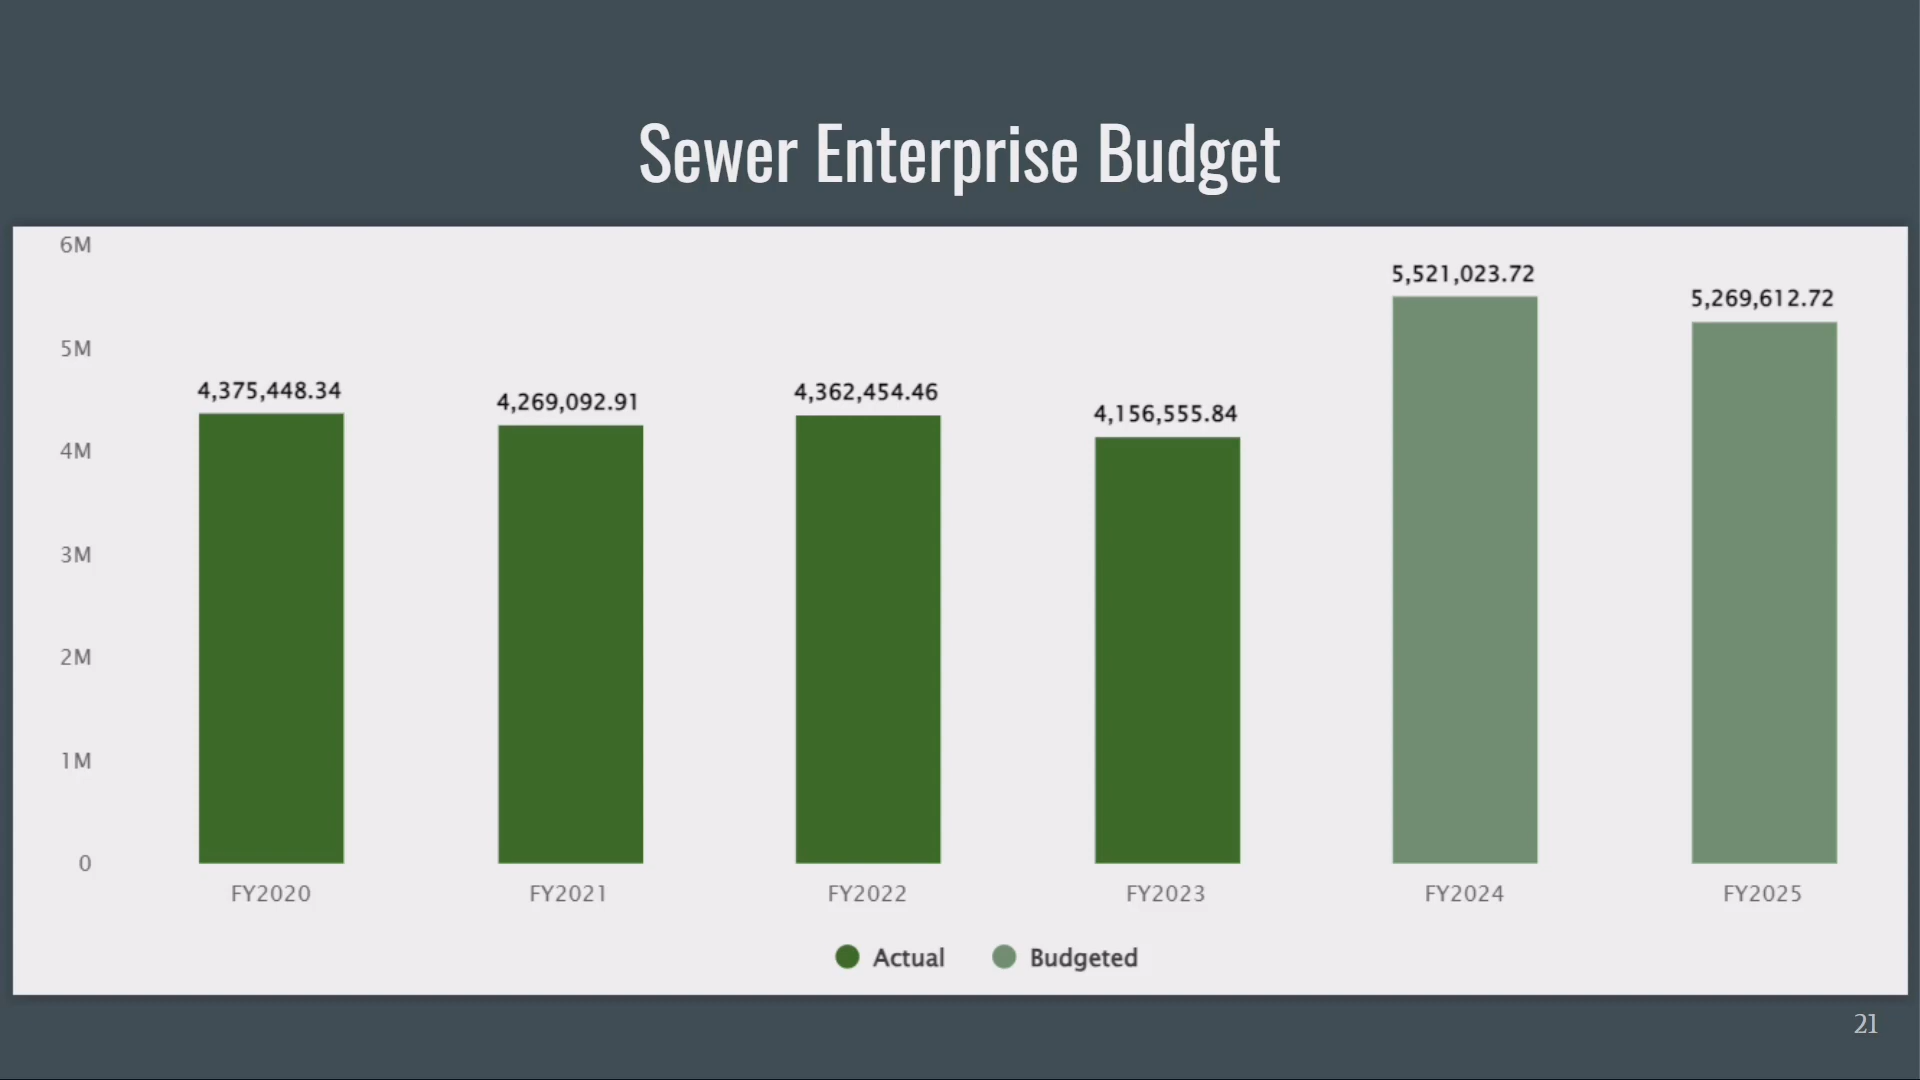 Sewer Enterprise Budget
6M
5M
4M
3M
2M
1M
0
4,375,448.34
4,269,092.91
4,362,454.46
4,156,555.84
5,521,023.72
5,269,612.72
FY2020
FY2021
FY2022
FY2023
FY2024
FY2025
Actual
Budgeted
21